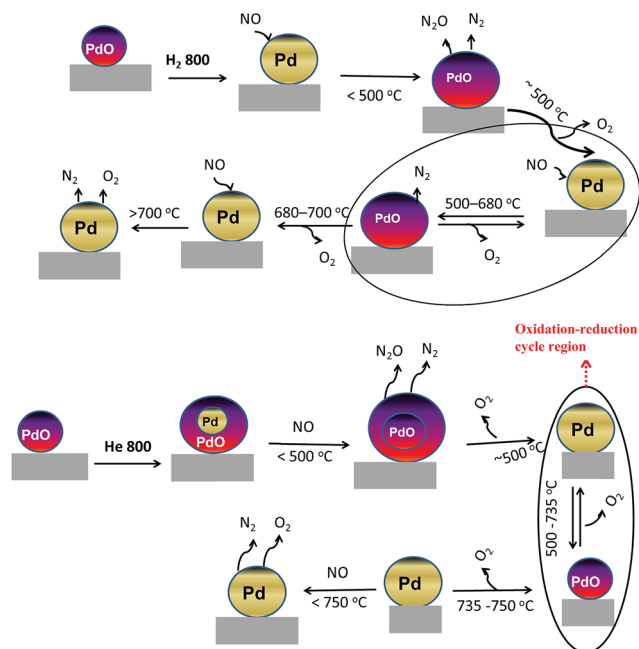 PdO
H2 800
NO
Pd
< 500 °C
N2O
N2
PdO
~ 500 °C
O2
NO
Pd
500–680 °C
O2
N2
PdO
680–700 °C
O2
NO
Pd
>700 °C
N2
O2
Pd
Oxidation-reduction
cycle region
PdO
He 800
Pd
PdO
NO
< 500 °C
N2O
N2
PdO
O2
~500 °C
Pd
500 -735 °C
O2
PdO
N2
O2
Pd
NO
< 750 °C
Pd
O2
735 -750 °C